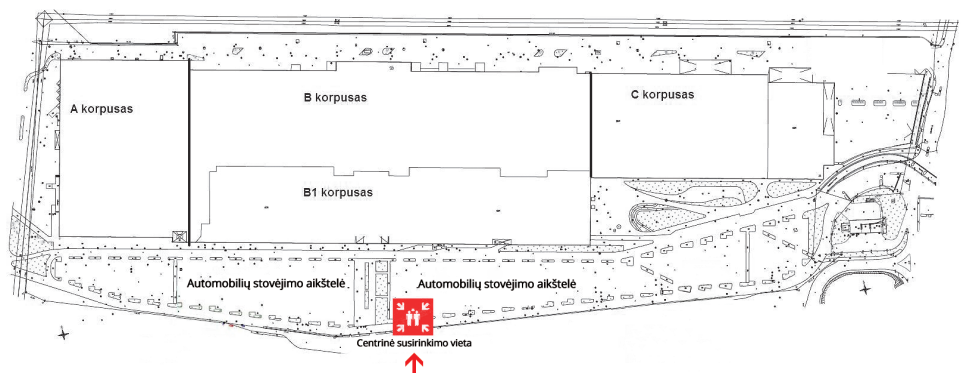 B korpusas
C korpusas
A korpusas
B1 korpusas
Automobilių stovėjimo aikštelė
Automobilių stovėjimo aikštelė
Centrinė susirinkimo vieta